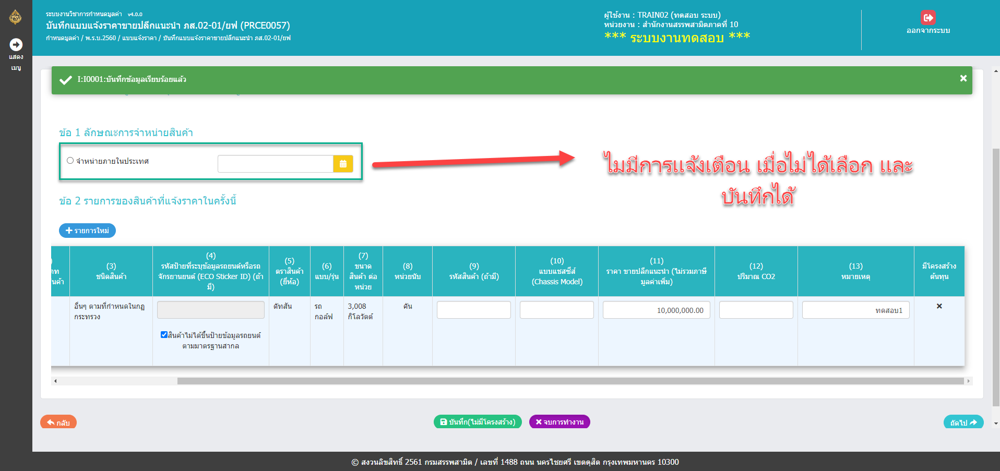 ระบบงานวิชาการกำหนดมูลค่า v4.0.0
บันทึกแบบแจ้งราคาขายปลีกแนะนำ ภส.02-01/ยฟ (PRCE0057)
กำหนดมูลค่า / พ.ร.บ.2560 / แบบแจ้งราคา / บันทึกแบบแจ้งราคาขายปลีกแนะนำ ภส.02-01/ยฟ
ผู้ใช้งาน : TRAIN02 (ทดสอบ ระบบ)
หน่วยงาน : สำนักงานสรรพสามิตภาคที่ 10
*** ระบบงานทดสอบ ***
ออกจากระบบ
แสดง
เมนู
I:I0001:บันทึกข้อมูลเรียบร้อยแล้ว
ข้อ 1 ลักษณะการจำหน่ายสินค้า
จำหน่ายภายในประเทศ
ไมมีการแจ้งเตือน เมื่อไม่ได้เลือก และ
บันทึกได้
ข้อ 2 รายการของสินค้าที่แจ้งราคาในครั้งนี้
รายการใหม่
(3)
ชนิดสินค้า
(4)
รหัสป้ายที่ระบุข้อมูลรถยนต์หรือรถ
จักรยานยนต์ (ECO Sticker ID) (ถ้า
มี)
(5)
ตราสินค้า
(ยี่ห้อ)
(6)
แบบ/รุ่น
(7)
ขนาด
สินค้า ต่อ
หน่วย
(8)
หน่วยนับ
(9)
รหัสสินค้า (ถ้ามี)
(10)
แบบแชสซีส์
(Chassis Model)
(11)
ราคา ขายปลีกแนะนำ (ไม่รวมภาษี
มูลค่าเพิ่ม)
(12)
ปริมาณ CO2
(13)
หมายเหตุ
มีโครงสร้าง
ต้นทุน
อื่นๆ ตามที่กำหนดในกฎ
กระทรวง
สินค้าไม่ได้ขึ้นป้ายข้อมูลรถยนต์
ตามมาตรฐานสากล
ดัทสัน
รถ
กอล์ฟ
3,008
กิโลวัตต์
คัน
10,000,000.00
ทดสอบ1
กลับ
บันทึก(ไม่มีโครงสร้าง)
จบการทำงาน
ถัดไป
© สงวนลิขสิทธิ์ 2561 กรมสรรพสามิต / เลขที่ 1488 ถนน นครไชยศรี เขตดุสิต กรุงเทพมหานคร 10300